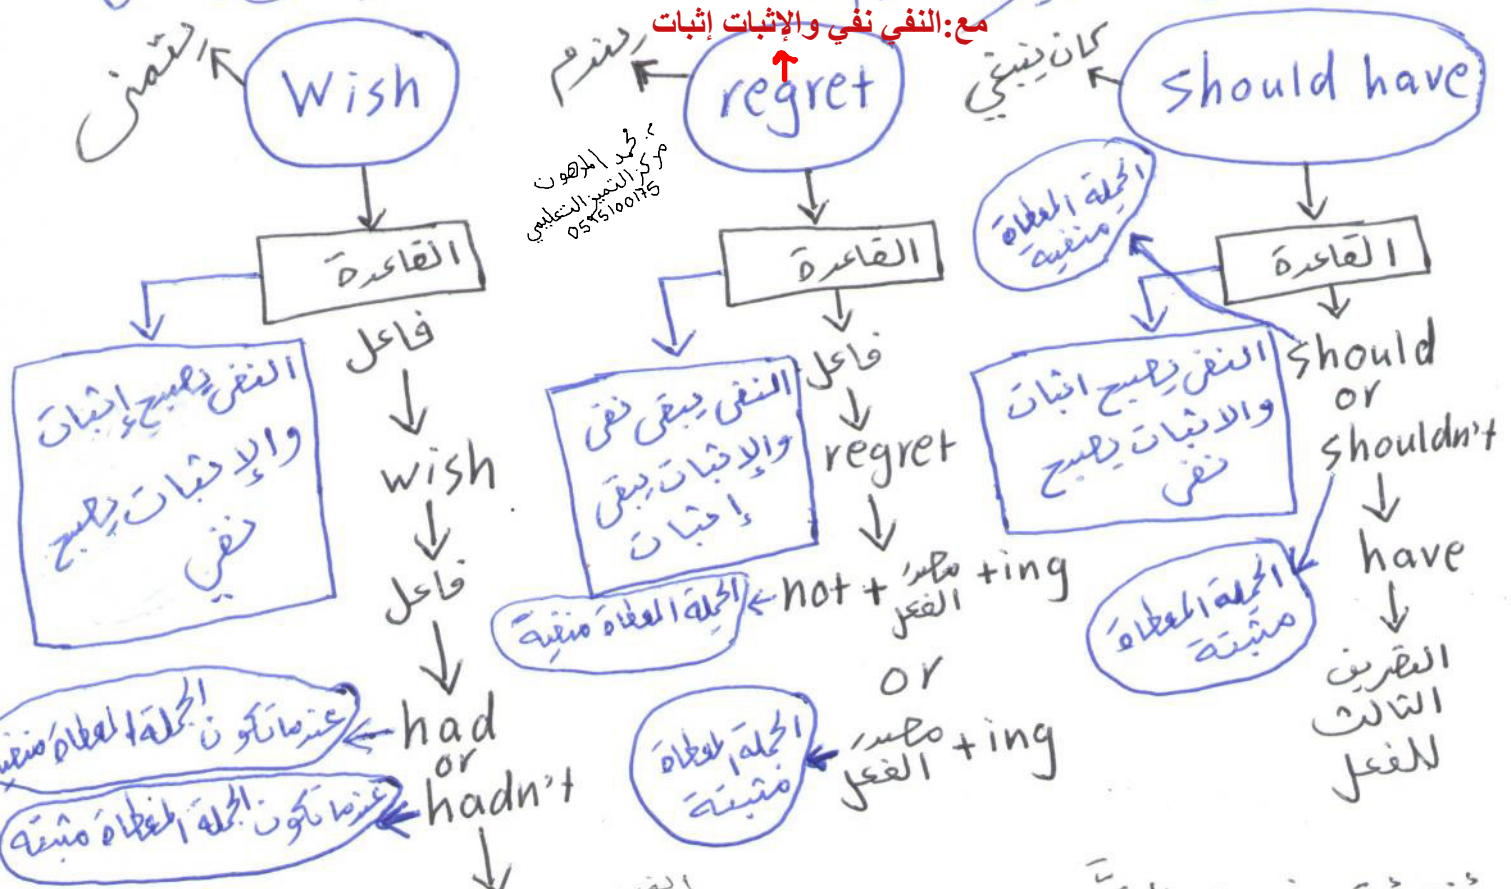 مع:النفي نفي والإثبات إثبات
Wish
التمني
regret
الندم
should have
كان ينبغي
أ. محمد المدهون
مركز التميز التعليمي
0595100175
القاعدة
فاعل
wish
فاعل
had
or
hadn't
النفي يصبح إثبات
والإثبات يصبح
نفي
عندما تكون الجملة المعطاة منفية
عندما تكون الجملة المعطاة مثبتة
القاعدة
فاعل
regret
not + مصدر الفعل +ing
or
مصدر الفعل +ing
النفي يبقى نفي
والإثبات يبقى
إثبات
الجملة المعطاة منفية
الجملة المعطاة
مثبتة
القاعدة
should
or
shouldn't
have
التصريف
الثالث
للفعل
الجملة المعطاة
منفية
النفي يصبح اثبات
والاثبات يصبح
نفي
الجملة المعطاة
مثبتة